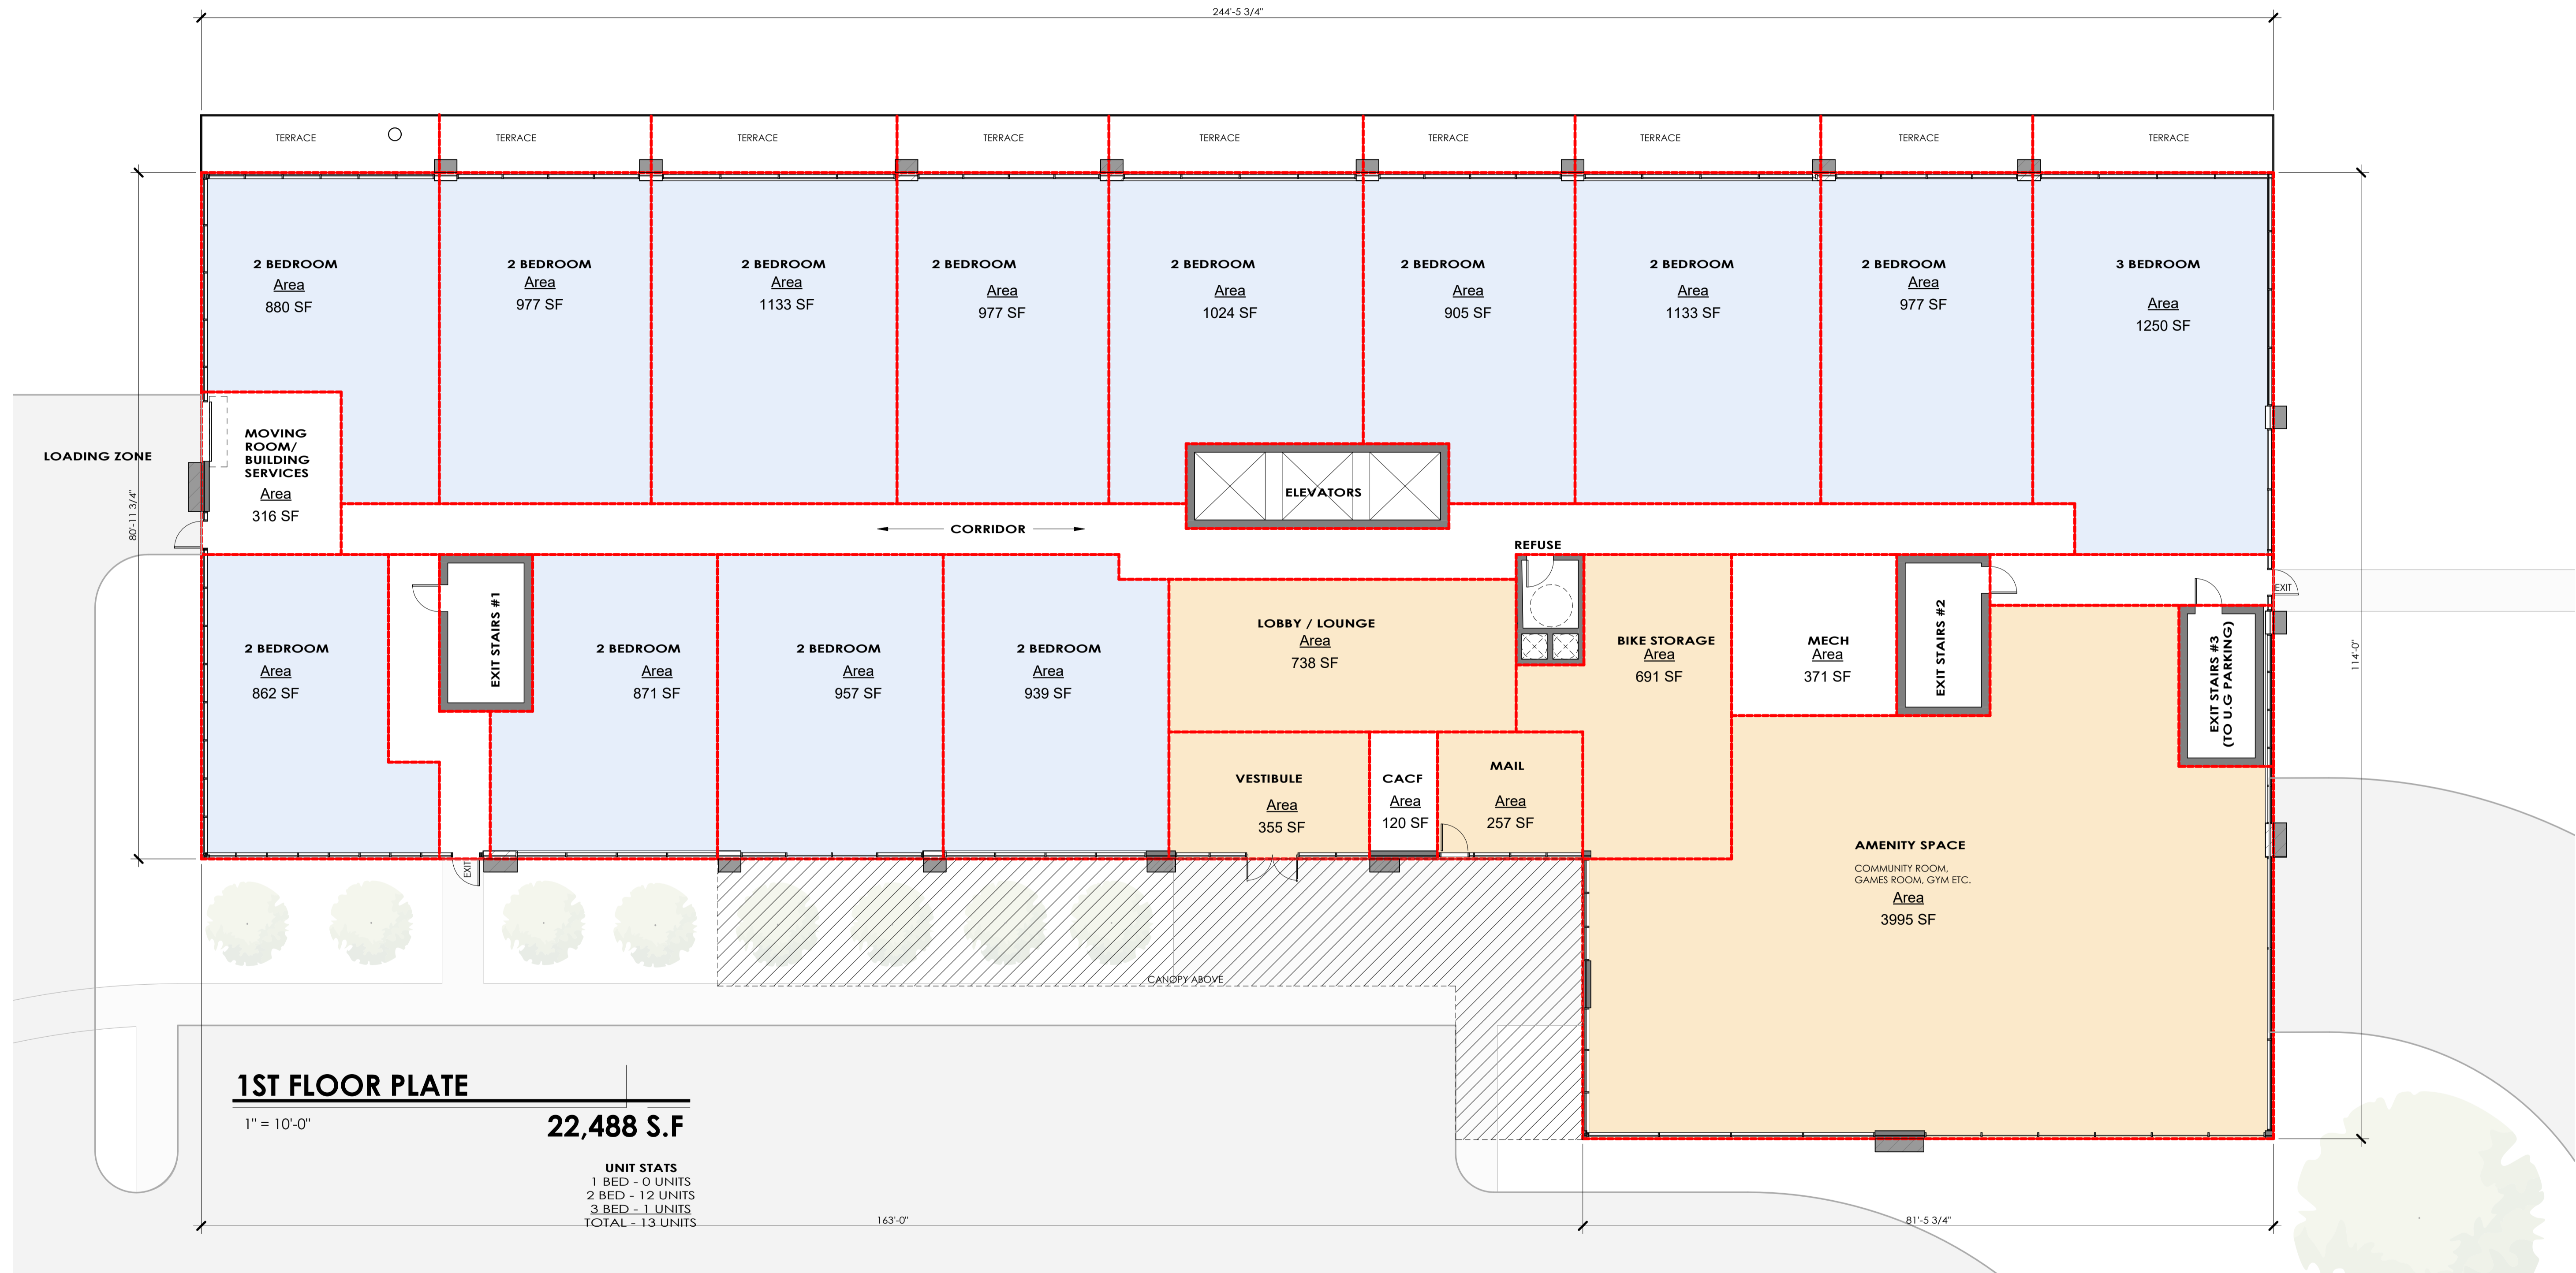 244'-5 3/4"
TERRACE
TERRACE
TERRACE
TERRACE
TERRACE
TERRACE
TERRACE
TERRACE
TERRACE
2 BEDROOM
Area
880 SF
2 BEDROOM
Area
977 SF
2 BEDROOM
Area
1133 SF
2 BEDROOM
Area
977 SF
2 BEDROOM
Area
1024 SF
2 BEDROOM
Area
905 SF
2 BEDROOM
Area
1133 SF
2 BEDROOM
Area
977 SF
3 BEDROOM
Area
1250 SF
LOADING ZONE
80'-11 3/4"
MOVING
ROOM/
BUILDING
SERVICES
Area
316 SF
CORRIDOR
ELEVATORS
REFUSE
2 BEDROOM
Area
862 SF
EXIT STAIRS #1
2 BEDROOM
Area
871 SF
2 BEDROOM
Area
957 SF
2 BEDROOM
Area
939 SF
LOBBY / LOUNGE
Area
738 SF
BIKE STORAGE
Area
691 SF
MECH
Area
371 SF
EXIT STAIRS #2
EXIT STAIRS #3
(TO U.G PARKING)
EXIT
114'-0"
VESTIBULE
Area
355 SF
CACF
Area
120 SF
MAIL
Area
257 SF
EXIT
AMENITY SPACE
COMMUNITY ROOM,
GAMES ROOM, GYM ETC.
Area
3995 SF
CANOPY ABOVE
1ST FLOOR PLATE
1" = 10'-0"
22,488 S.F
UNIT STATS
1 BED - 0 UNITS
2 BED - 12 UNITS
3 BED - 1 UNITS
TOTAL - 13 UNITS
163'-0"
81'-5 3/4"